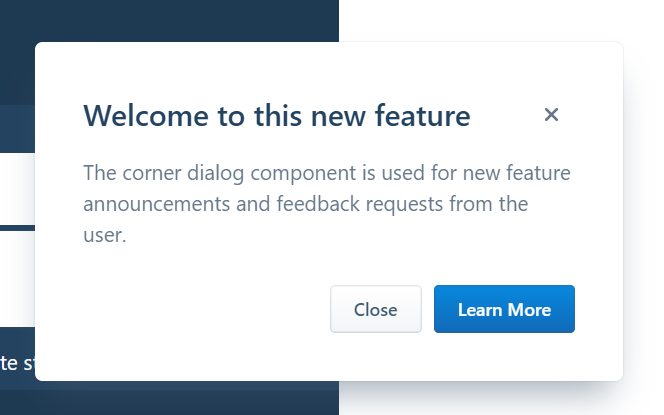 Welcome to this new feature
The corner dialog component is used for new feature
announcements and feedback requests from the
user.
Close
Learn More
te st